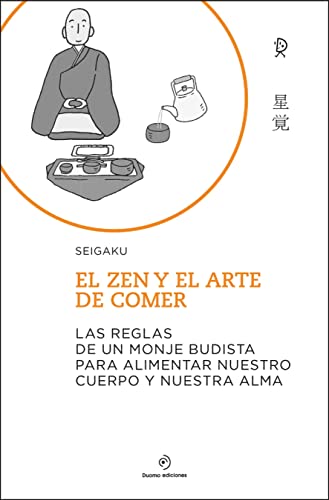 星覚
SEIGAKU
EL ZEN Y EL ARTE
DE COMER
LAS REGLAS
DE UN MONJE BUDISTA
PARA ALIMENTAR NUESTRO
CUERPO Y NUESTRA ALMA
Duomo ediciones